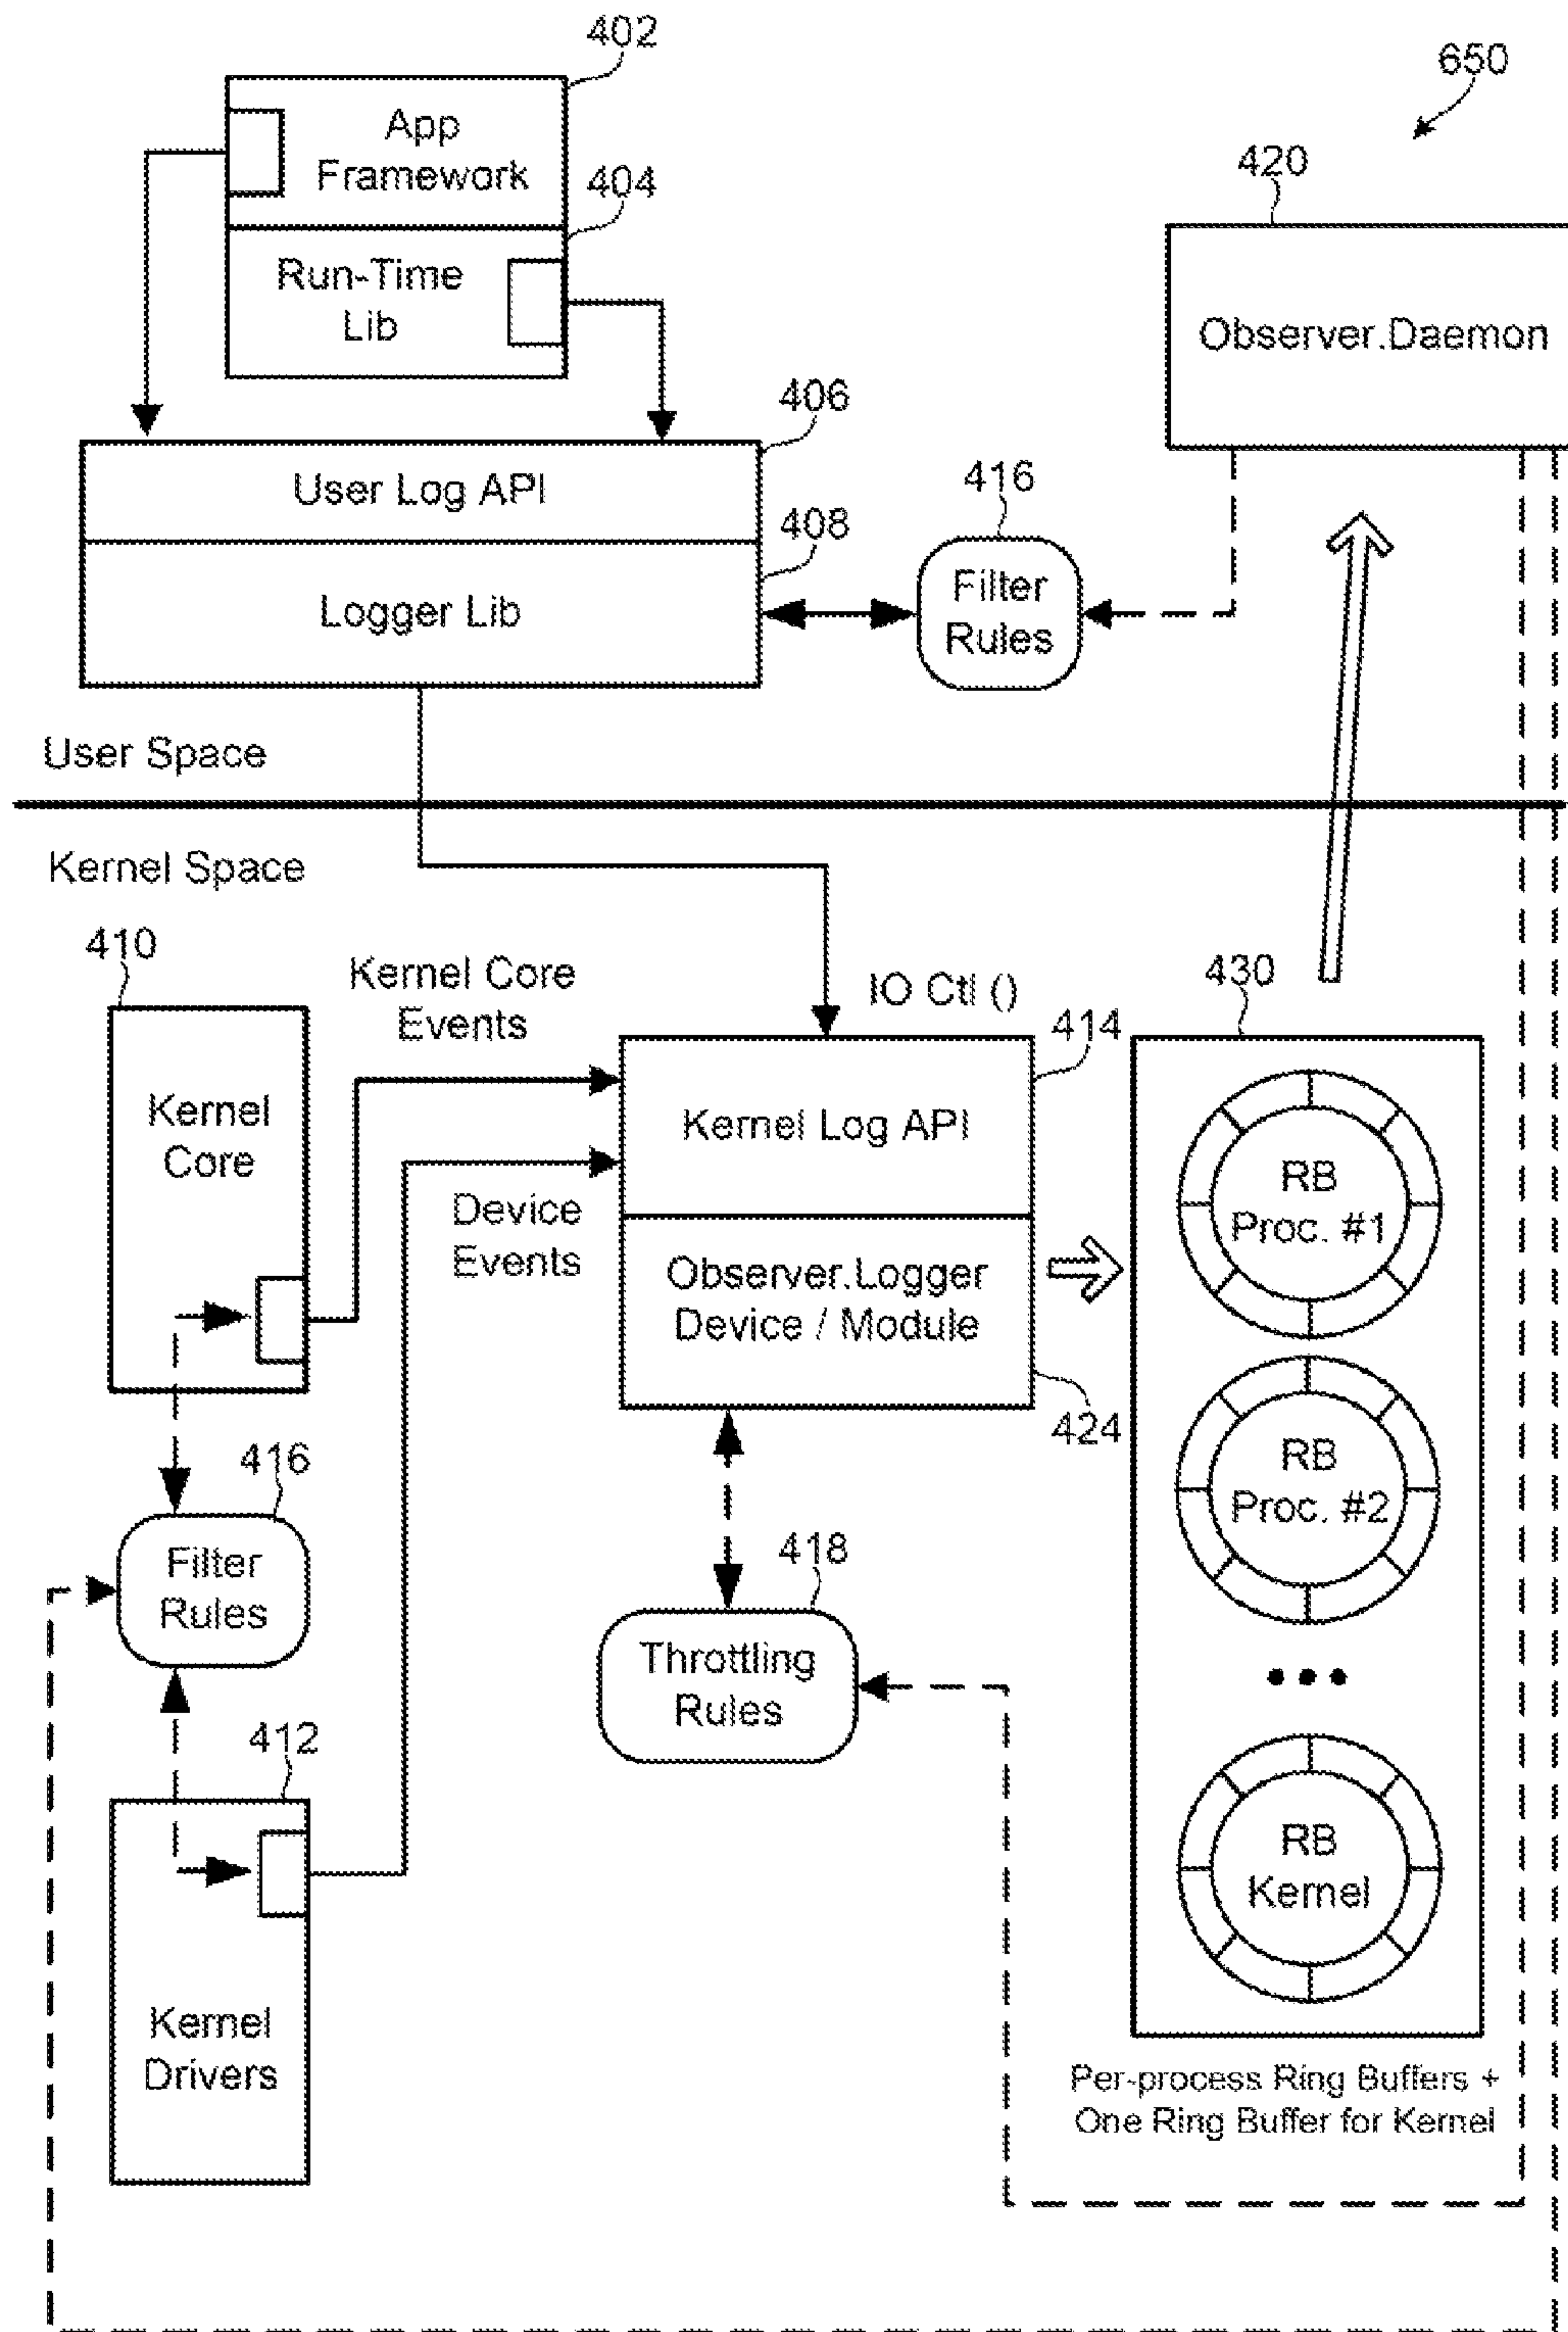 402
650
App
Framework
404
420
Run-Time
Lib
Observer.Daemon
406
User Log API
416
408
Filter
Rules
Logger Lib
User Space
Kernel Space
410
Kernel Core
Events
IO Ctl ()
430
414
Kernel
Core
Kernel Log API
RB
Proc. #1
Device
Events
Observer.Logger
Device / Module
424
RB
Proc. #2
416
418
Filter
Rules
Throttling
Rules
•••
412
RB
Kernel
Kernel
Drivers
Per-process Ring Buffers +
One Ring Buffer for Kernel